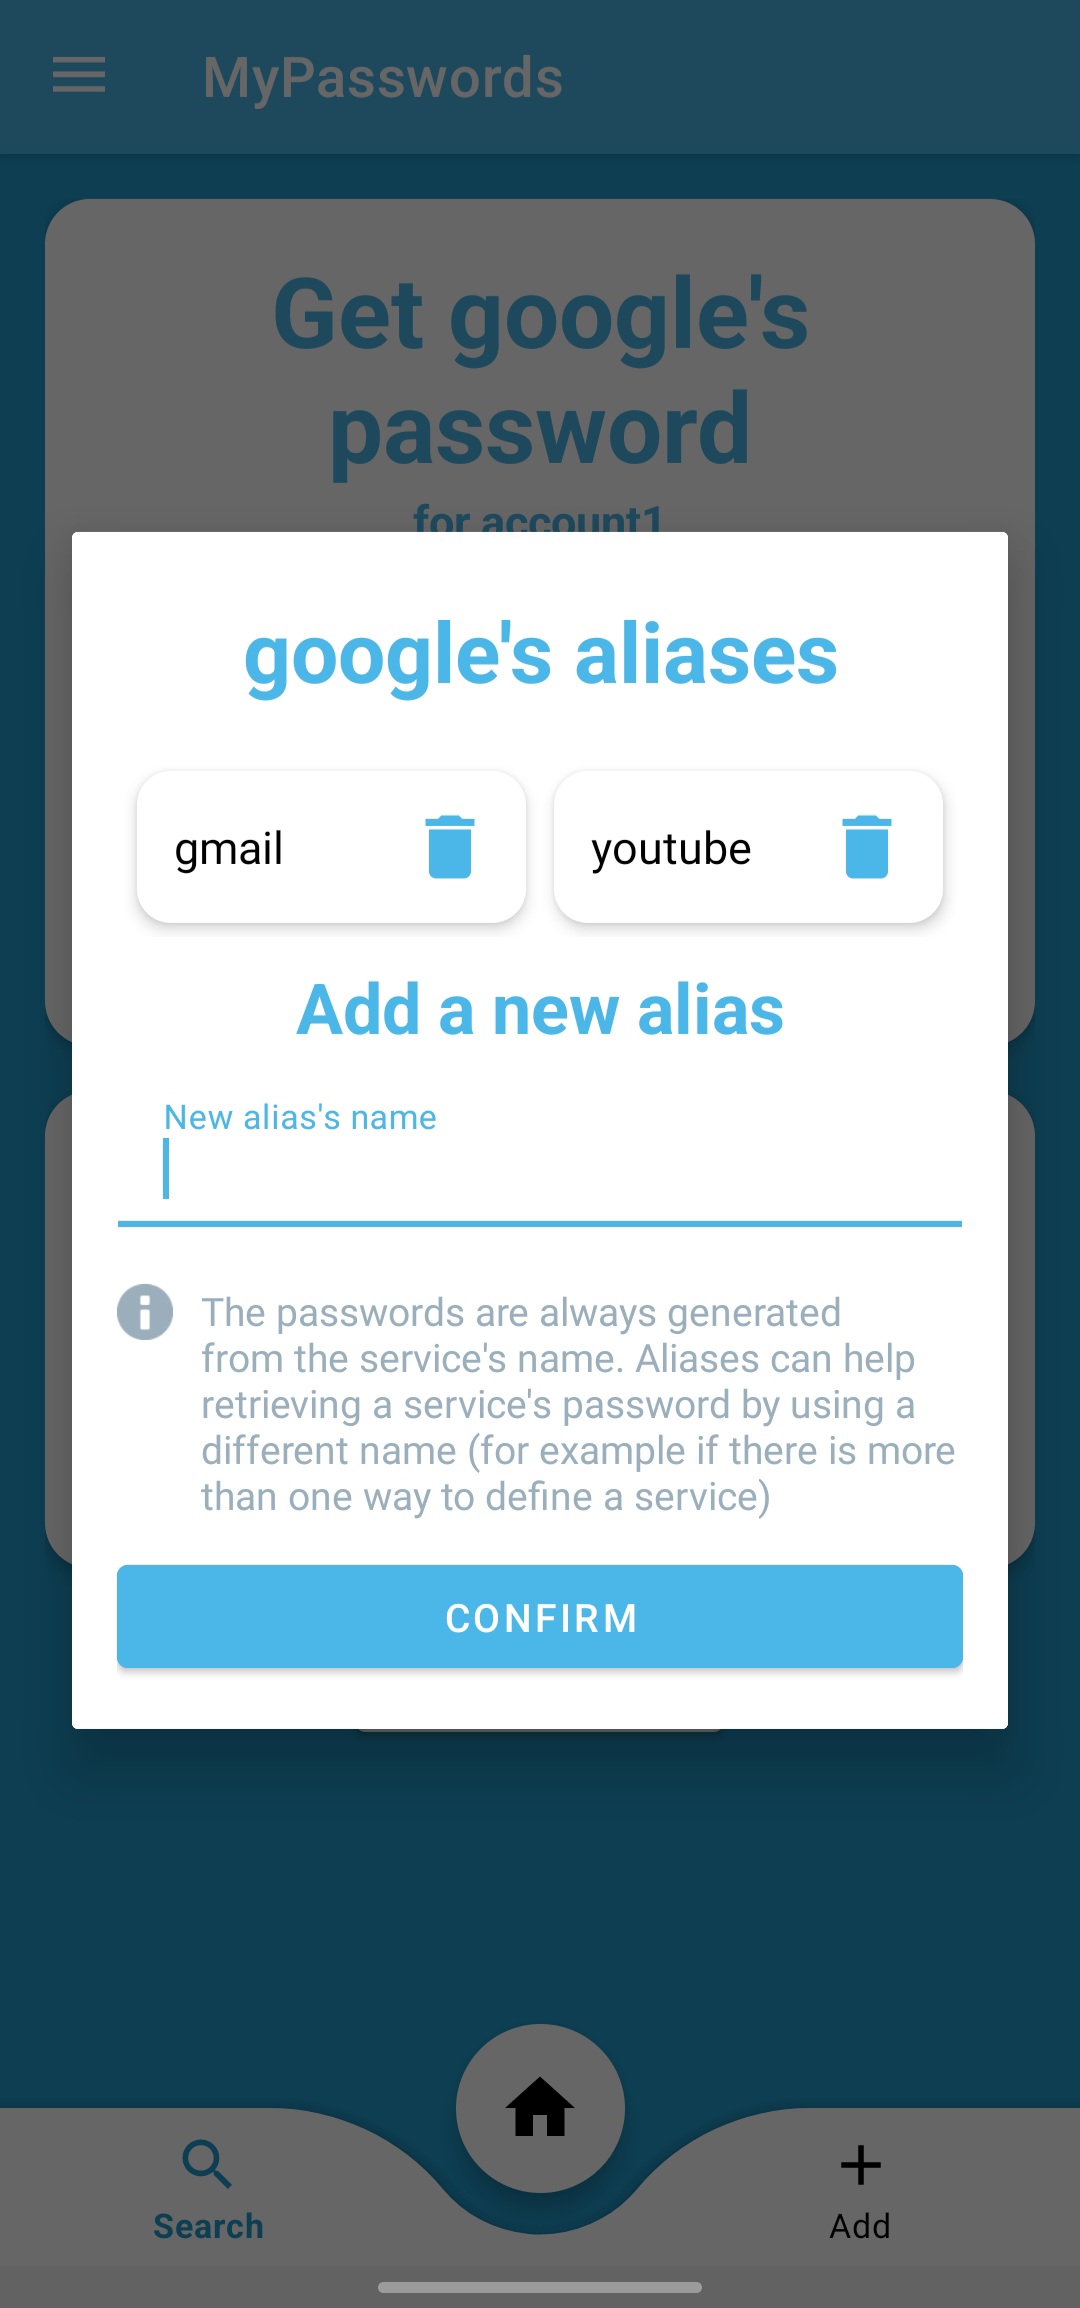 MyPasswords
Get google's
password
for account1
google's aliases
gmail
youtube
Add a new alias
New alias's name
The passwords are always generated
from the service's name. Aliases can help
retrieving a service's password by using a
different name (for example if there is more
than one way to define a service)
CONFIRM
Search
Add